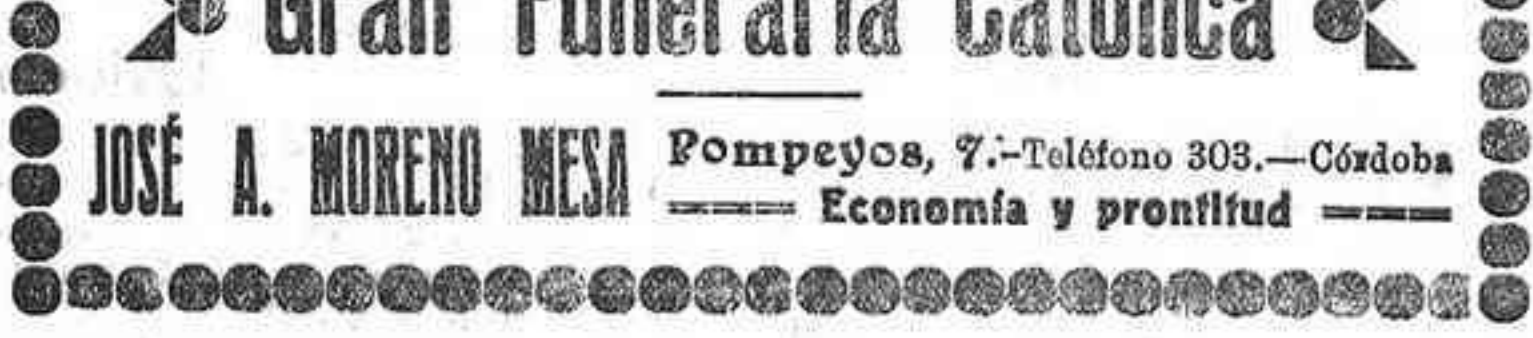 Gran Funeraria Católica
JOSÉ A. MORENO MESA
Pompeyos, 7.-Teléfono 303.—Córdoba
Economía y prontitud